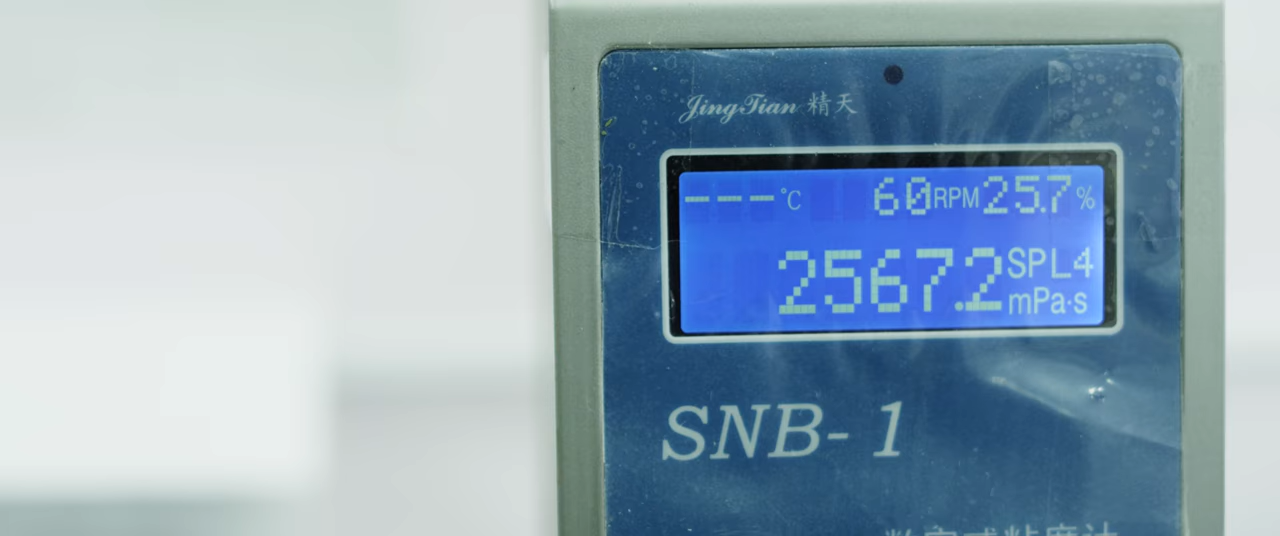 JingTian 精天
---°C 60RPM 25.7%
2567.2 SPL4
mPa·s
SNB-1